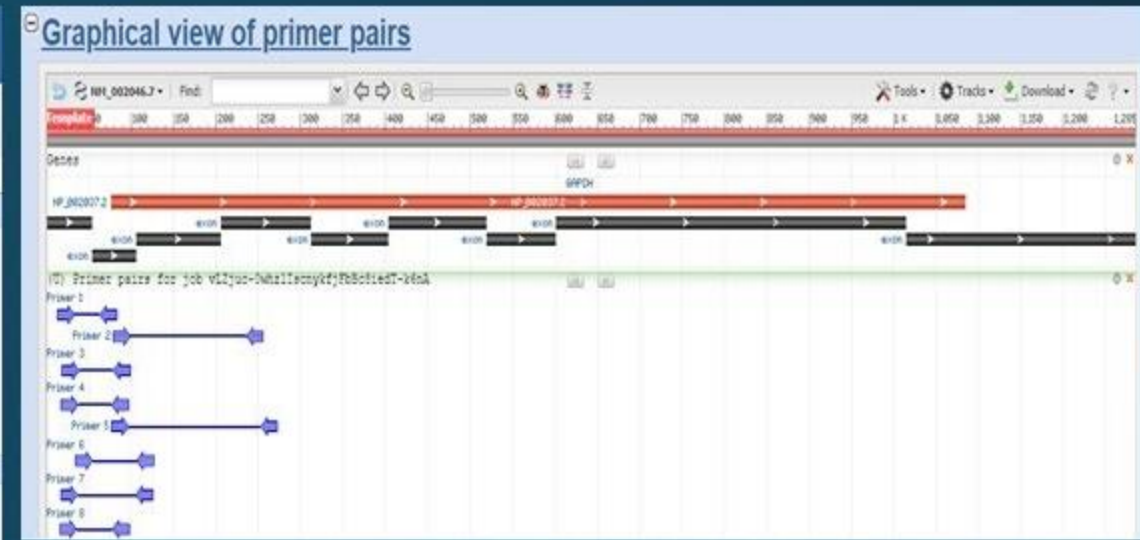 Graphical view of primer pairs
NM_002046.7 Find: Tools Tracks Download ?
Template 100 150 200 250 300 350 400 450 500 550 600 650 700 750 800 850 900 950 1 K 1,050 1,100 1,150 1,200 1,285
Genes
GAPDH
NP_002037.2 NP_002037.2
exon exon exon
exon exon exon exon
exon
(U) Primer pairs for job
Primer 1
Primer 2
Primer 3
Primer 4
Primer 5
Primer 6
Primer 7
Primer 8